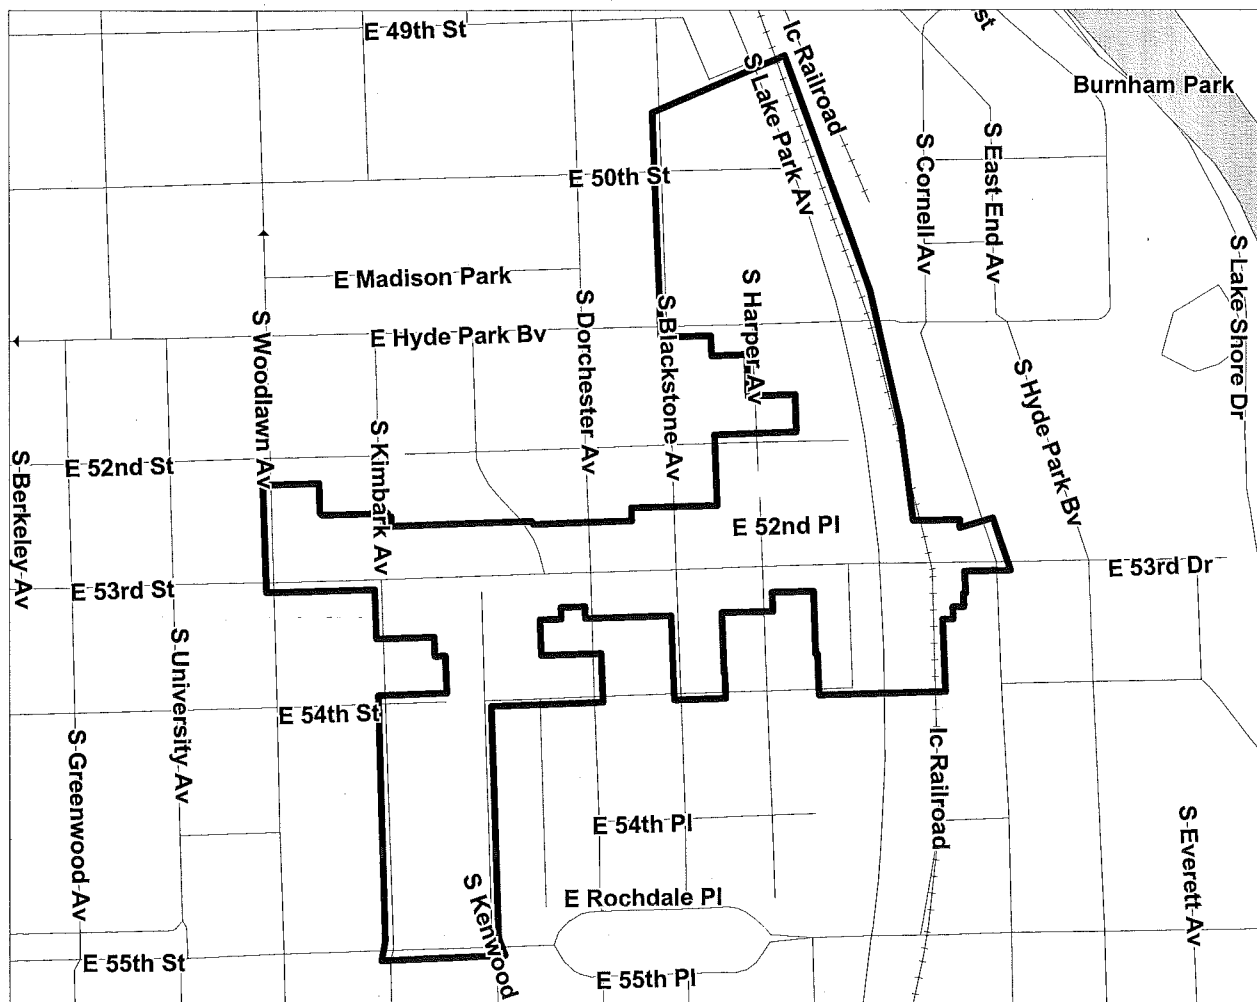 E 49th St
Ic Railroad
st
Burnham Park
S Lake Park Av
S Cornell Av
S East End Av
E 50th St
S Lake Shore Dr
E Madison Park
S Harper Av
S Dorchester Av
S Blackstone Av
S Woodlawn Av
E Hyde Park Bv
S Hyde Park Bv
S Kimbark Av
S Berkeley Av
E 52nd St
E 52nd Pl
E 53rd Dr
E 53rd St
S University Av
E 54th St
S Greenwood Av
Ic Railroad
E 54th Pl
S Everett Av
S Kenwood
E Rochdale Pl
E 55th St
E 55th Pl